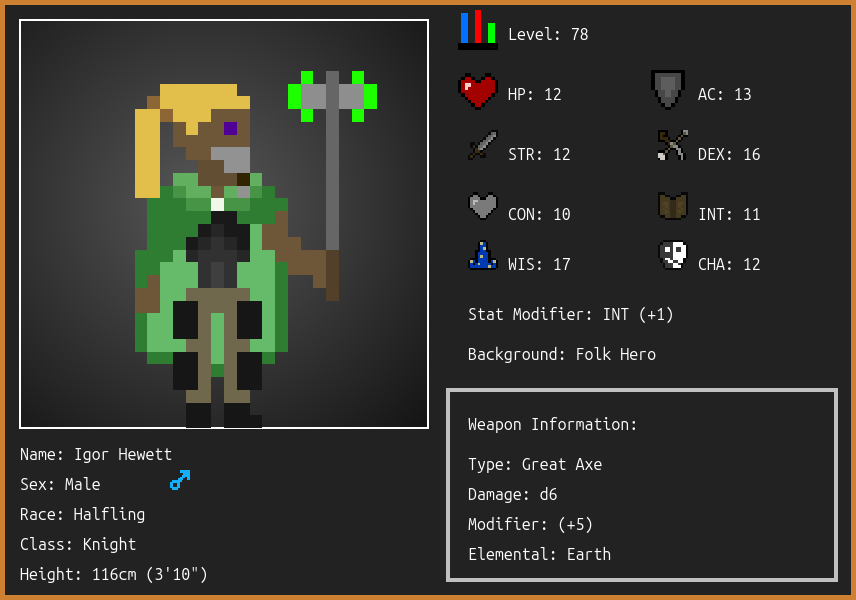 Level: 78
HP: 12
AC: 13
STR: 12
DEX: 16
CON: 10
INT: 11
WIS: 17
CHA: 12
Stat Modifier: INT (+1)
Background: Folk Hero
Weapon Information:
Type: Great Axe
Damage: d6
Modifier: (+5)
Elemental: Earth
Name: Igor Hewett
Sex: Male
Race: Halfling
Class: Knight
Height: 116cm (3'10")